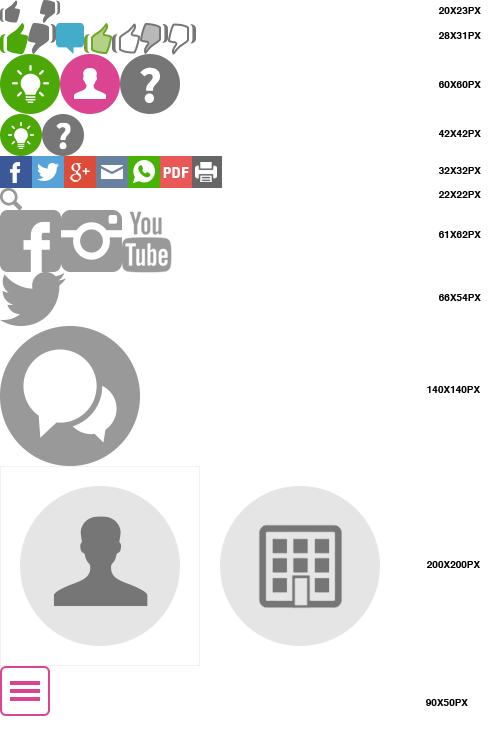 20X23PX
28X31PX
?
60X60PX
?
42X42PX
f g+ PDF
32X32PX
22X22PX
f You
Tube
61X62PX
66X54PX
140X140PX
200X200PX
90X50PX